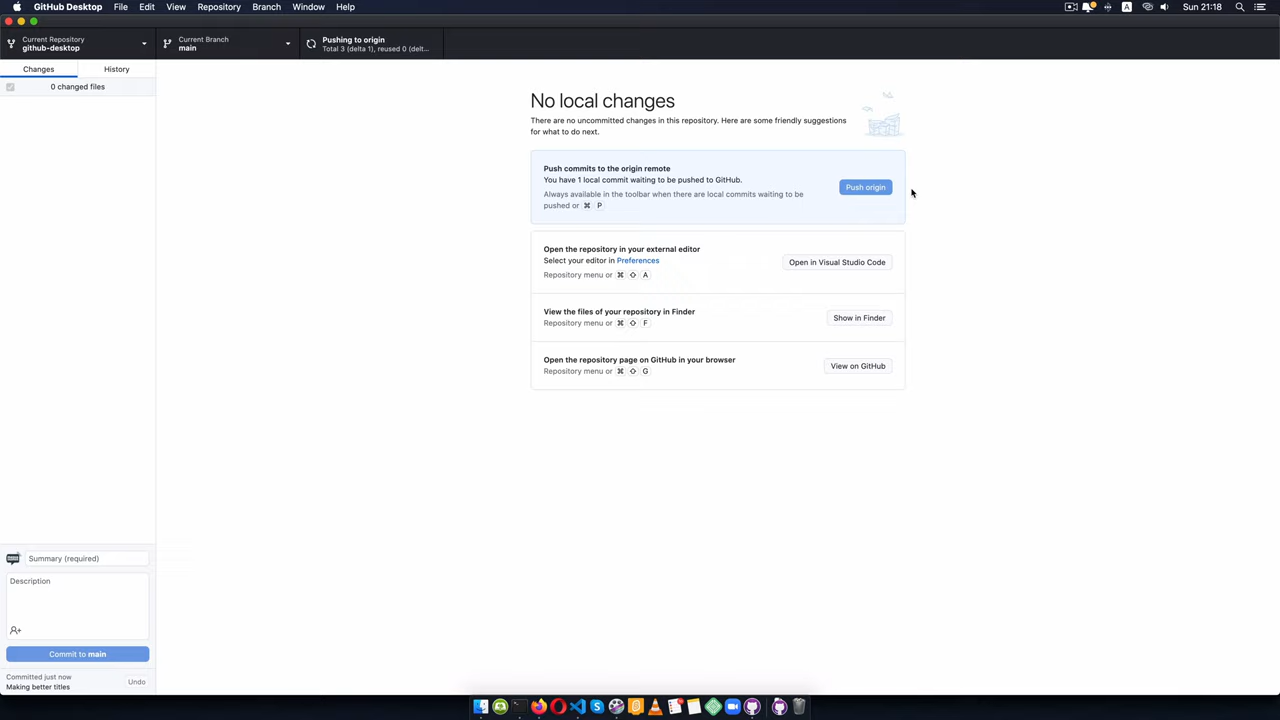 GitHub Desktop File Edit View Repository Branch Window Help
A Sun 21:18
Current Repository
github-desktop
Current Branch
main
Pushing to origin
Total 3 (delta 1), reused 0 (delt...
Changes History
0 changed files
No local changes
There are no uncommitted changes in this repository. Here are some friendly suggestions
for what to do next.
Push commits to the origin remote
You have 1 local commit waiting to be pushed to GitHub.
Always available in the toolbar when there are local commits waiting to be
pushed or ⌘ P
Push origin
Open the repository in your external editor
Select your editor in Preferences
Repository menu or ⌘ ⇧ A
Open in Visual Studio Code
View the files of your repository in Finder
Repository menu or ⌘ ⇧ F
Show in Finder
Open the repository page on GitHub in your browser
Repository menu or ⌘ ⇧ G
View on GitHub
Summary (required)
Description
Commit to main
Committed just now
Making better titles
Undo